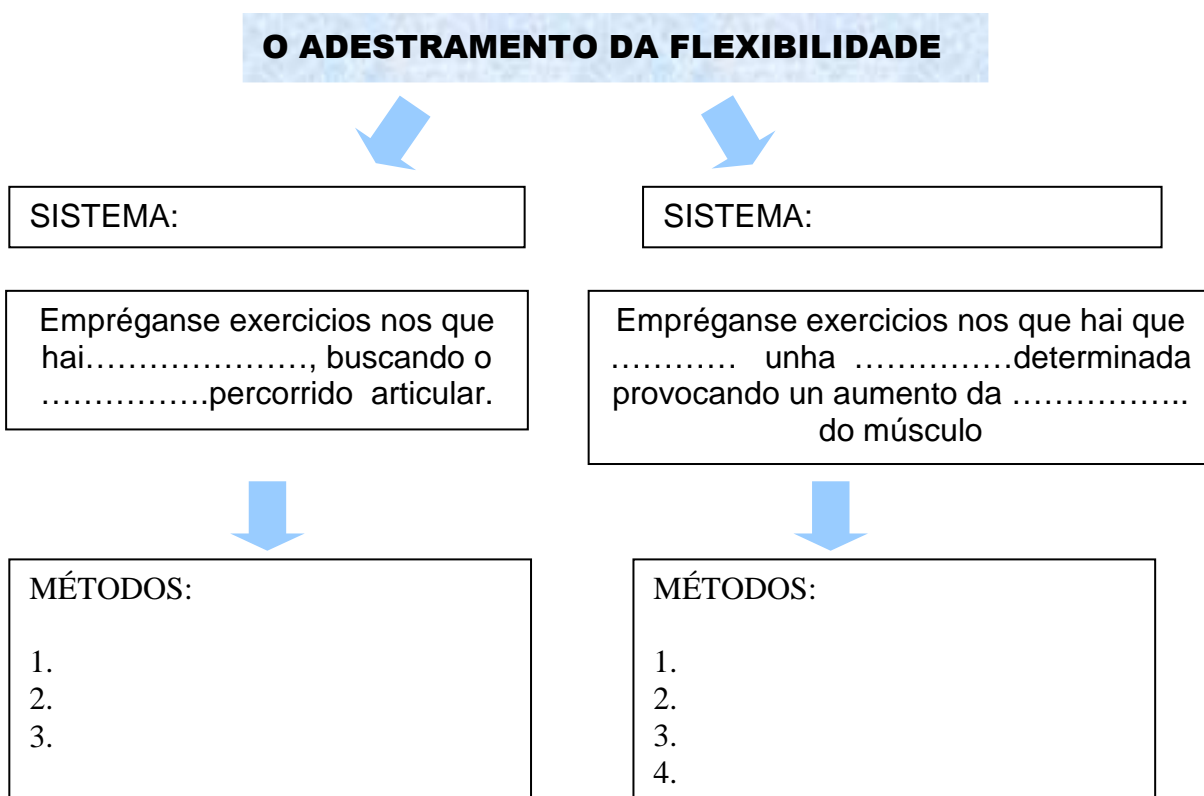 O ADESTRAMENTO DA FLEXIBILIDADE
SISTEMA:
Empréganse exercicios nos que
hai…………………, buscando o
…………….percorrido articular.
MÉTODOS:
1.
2.
3.
SISTEMA:
Empréganse exercicios nos que hai que
………… unha ……………determinada
provocando un aumento da ……………..
do músculo
MÉTODOS:
1.
2.
3.
4.